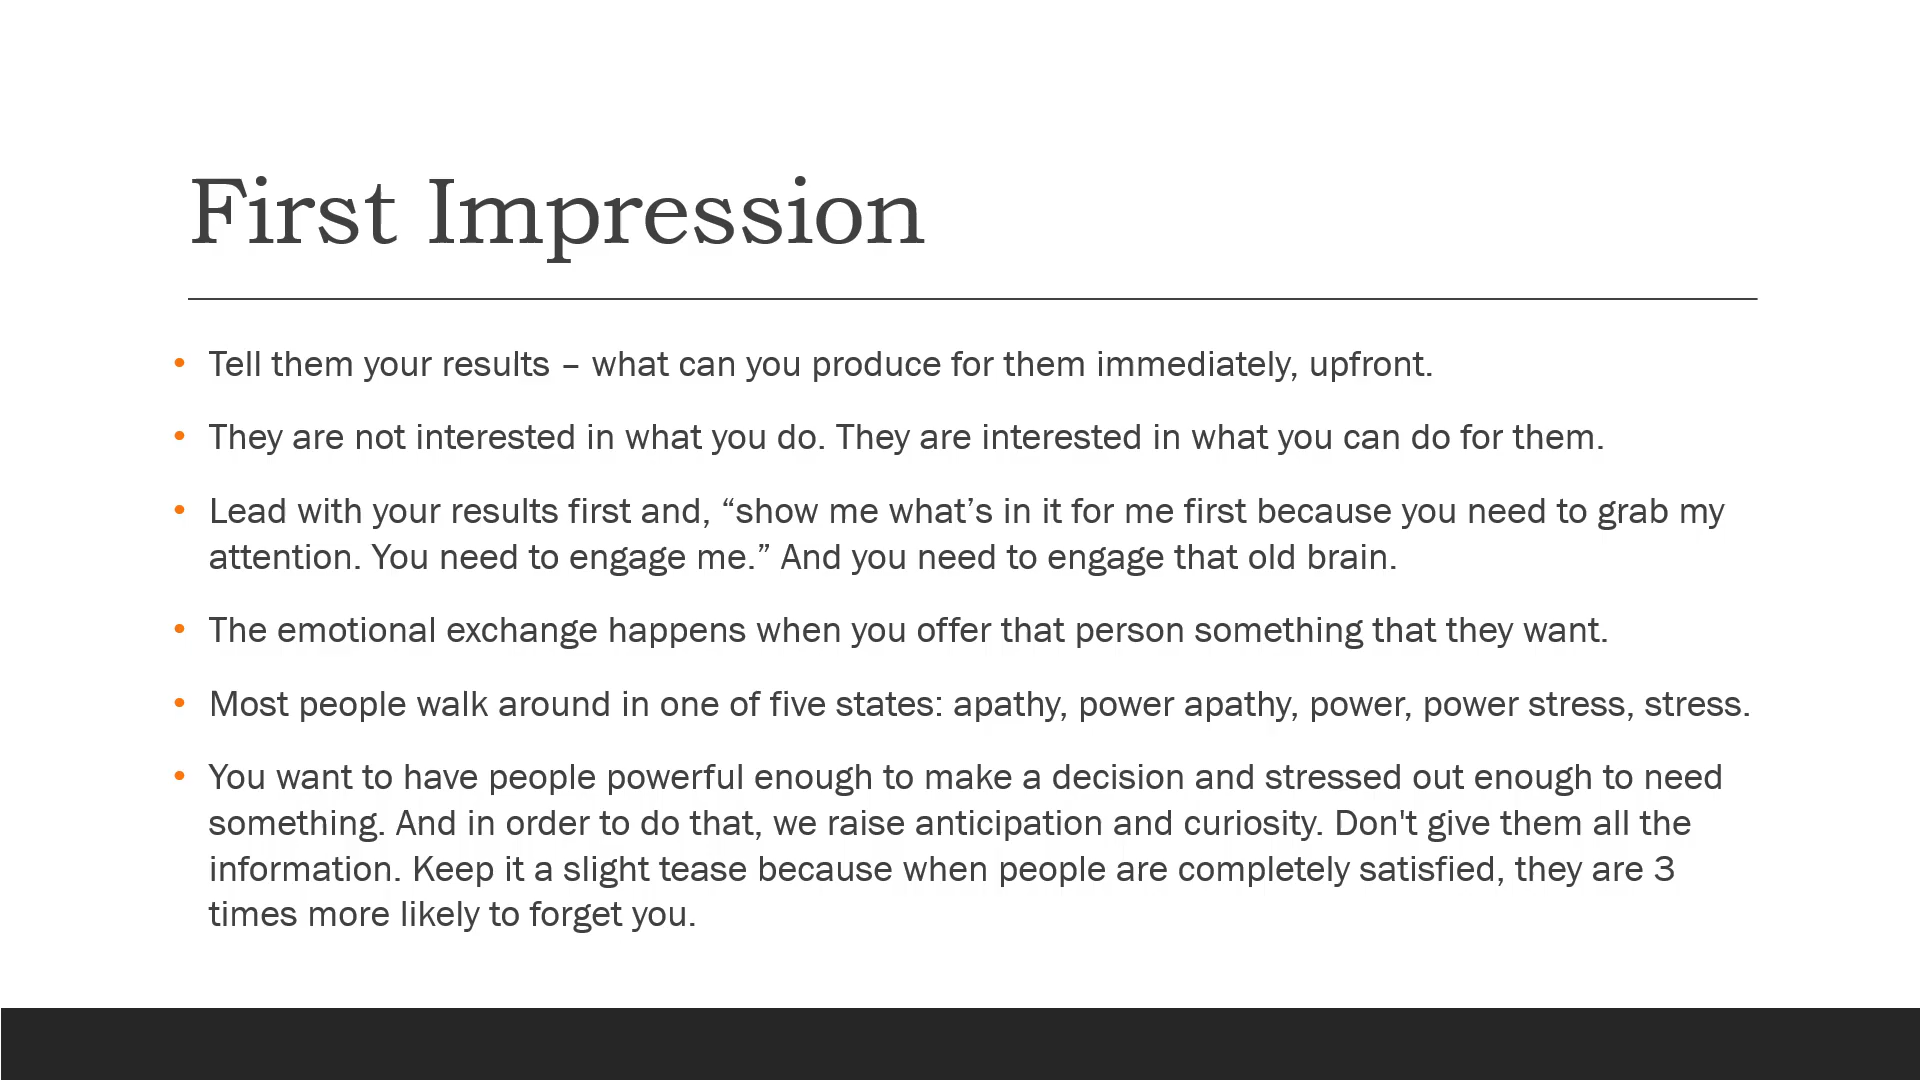 First Impression
• Tell them your results – what can you produce for them immediately, upfront.
• They are not interested in what you do. They are interested in what you can do for them.
• Lead with your results first and, “show me what’s in it for me first because you need to grab my
attention. You need to engage me.” And you need to engage that old brain.
• The emotional exchange happens when you offer that person something that they want.
• Most people walk around in one of five states: apathy, power apathy, power, power stress, stress.
• You want to have people powerful enough to make a decision and stressed out enough to need
something. And in order to do that, we raise anticipation and curiosity. Don't give them all the
information. Keep it a slight tease because when people are completely satisfied, they are 3
times more likely to forget you.